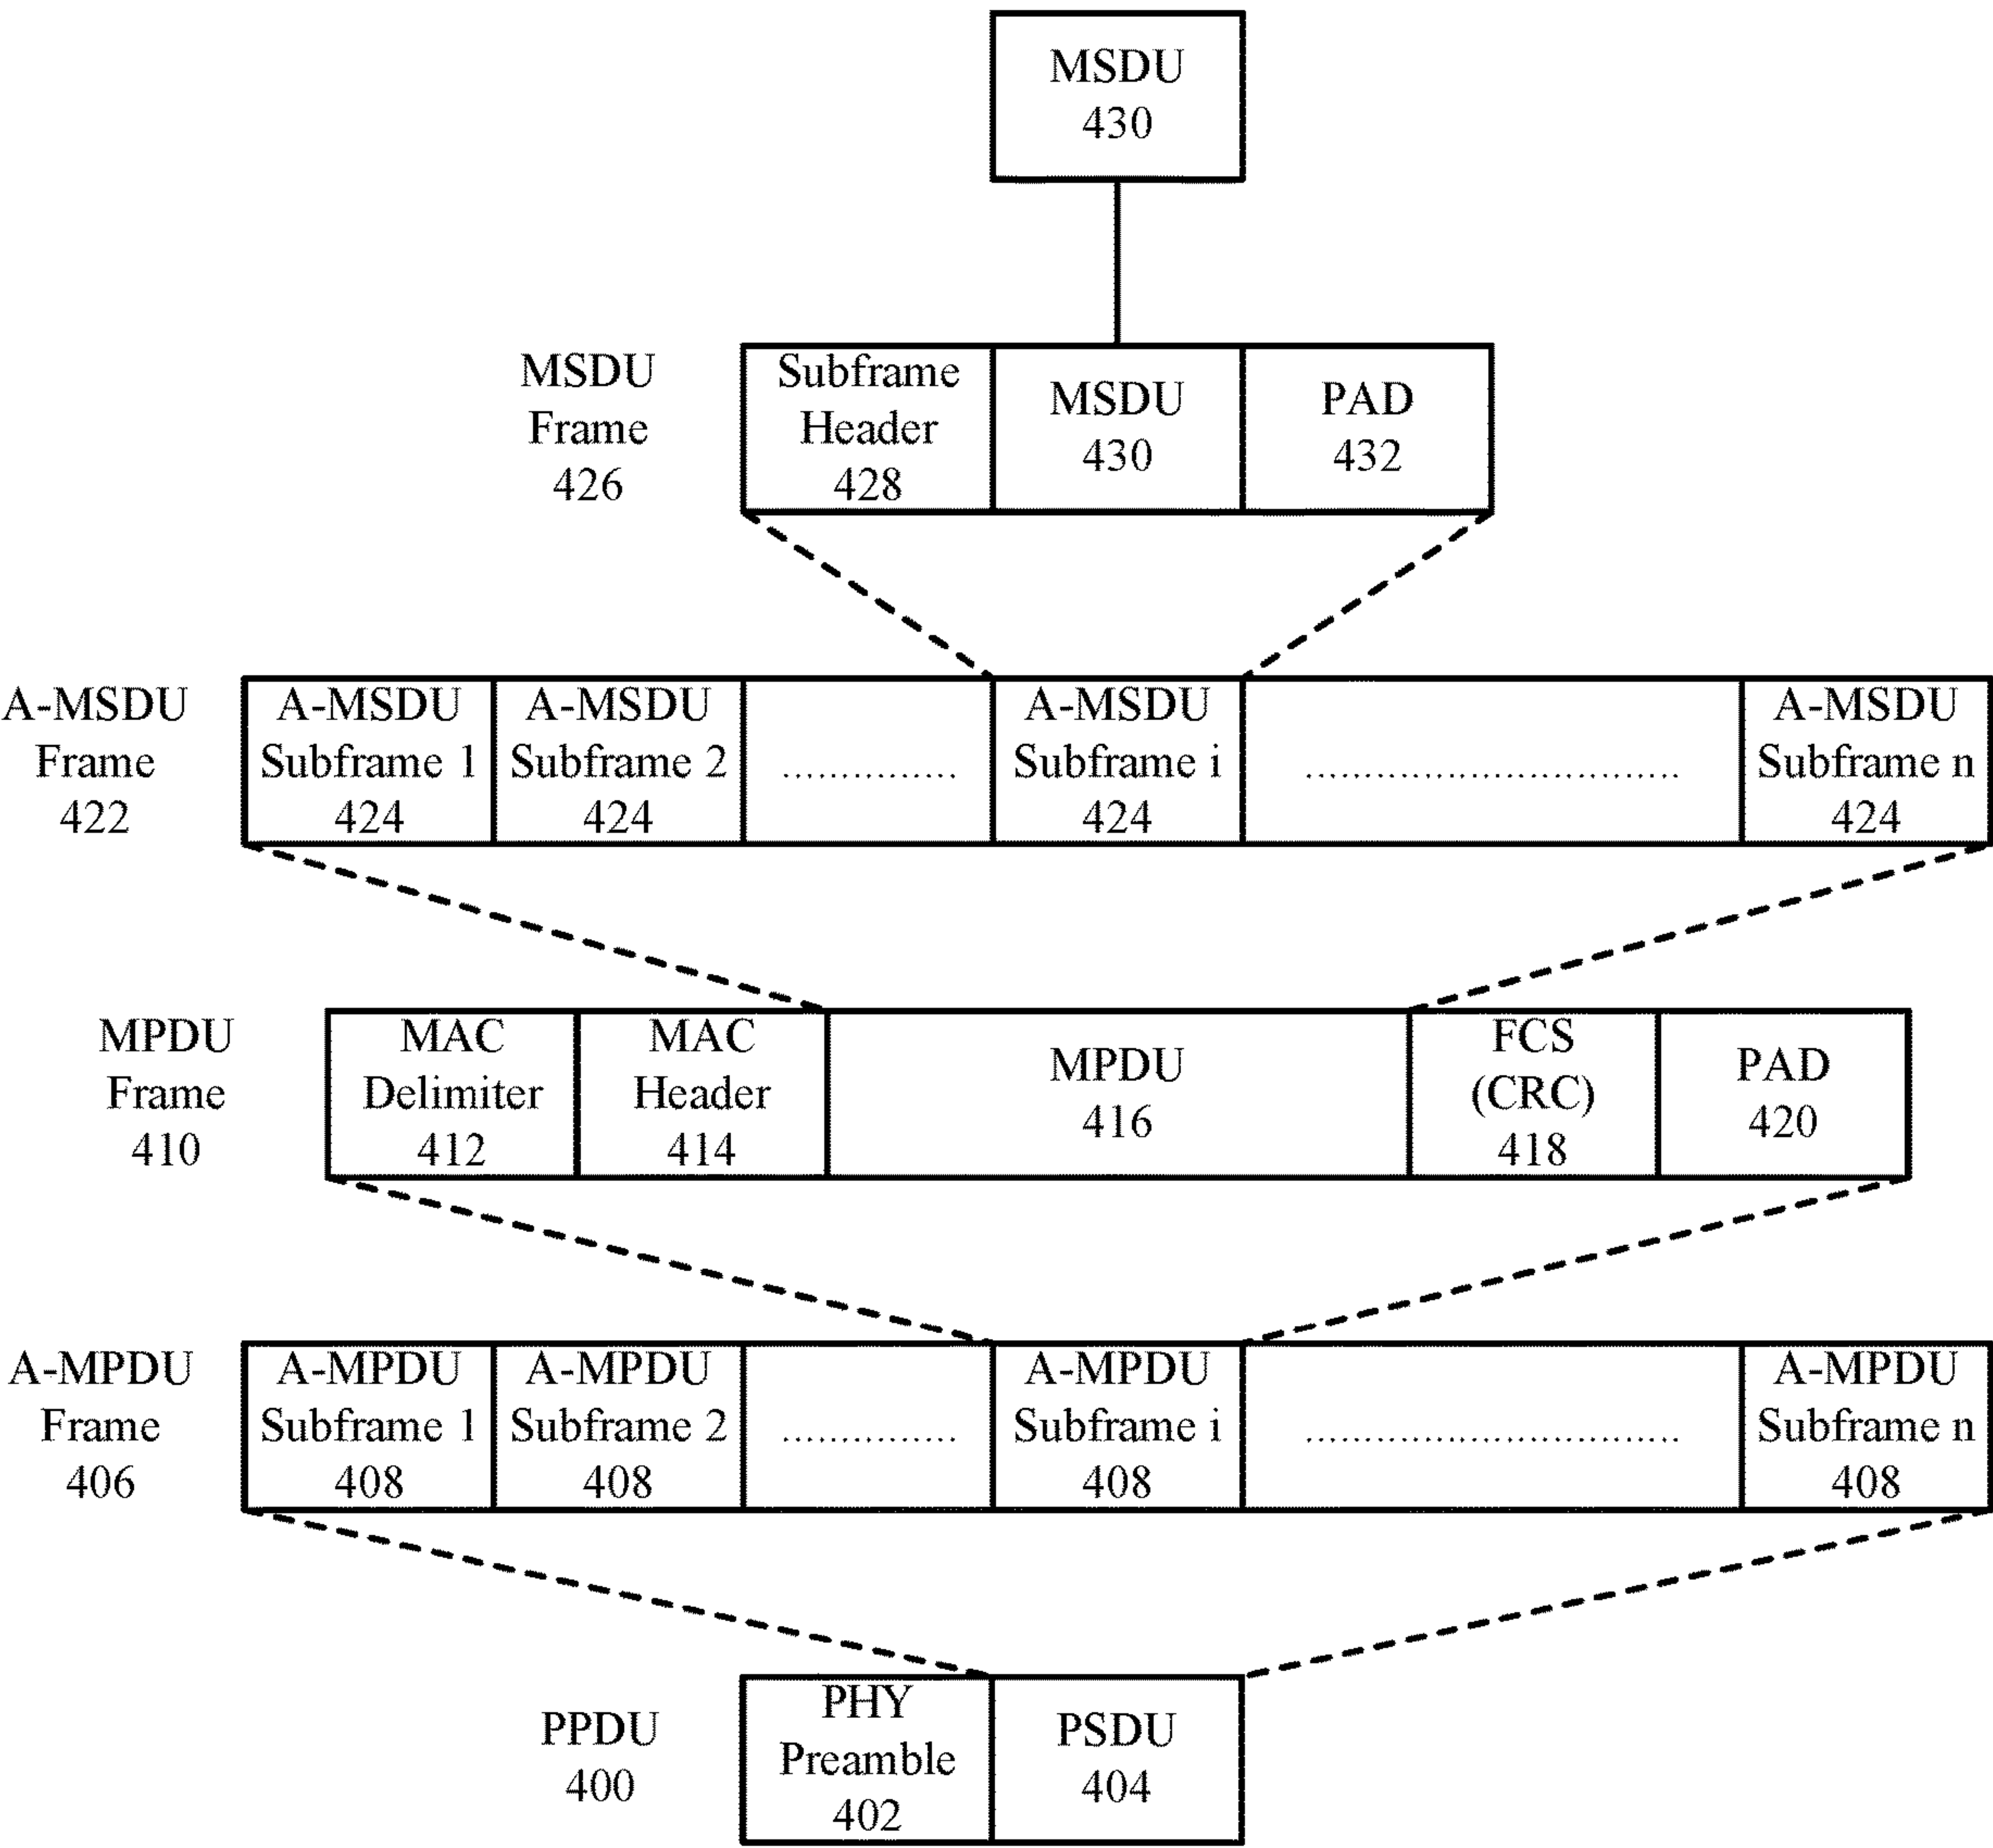 MSDU
430
MSDU
Frame
426
Subframe
Header
428
MSDU
430
PAD
432
A-MSDU
Frame
422
A-MSDU
Subframe 1
424
A-MSDU
Subframe 2
424
...............
A-MSDU
Subframe i
424
................................
A-MSDU
Subframe n
424
MPDU
Frame
410
MAC
Delimiter
412
MAC
Header
414
MPDU
416
FCS
(CRC)
418
PAD
420
A-MPDU
Frame
406
A-MPDU
Subframe 1
408
A-MPDU
Subframe 2
408
...............
A-MPDU
Subframe i
408
................................
A-MPDU
Subframe n
408
PPDU
400
PHY
Preamble
402
PSDU
404